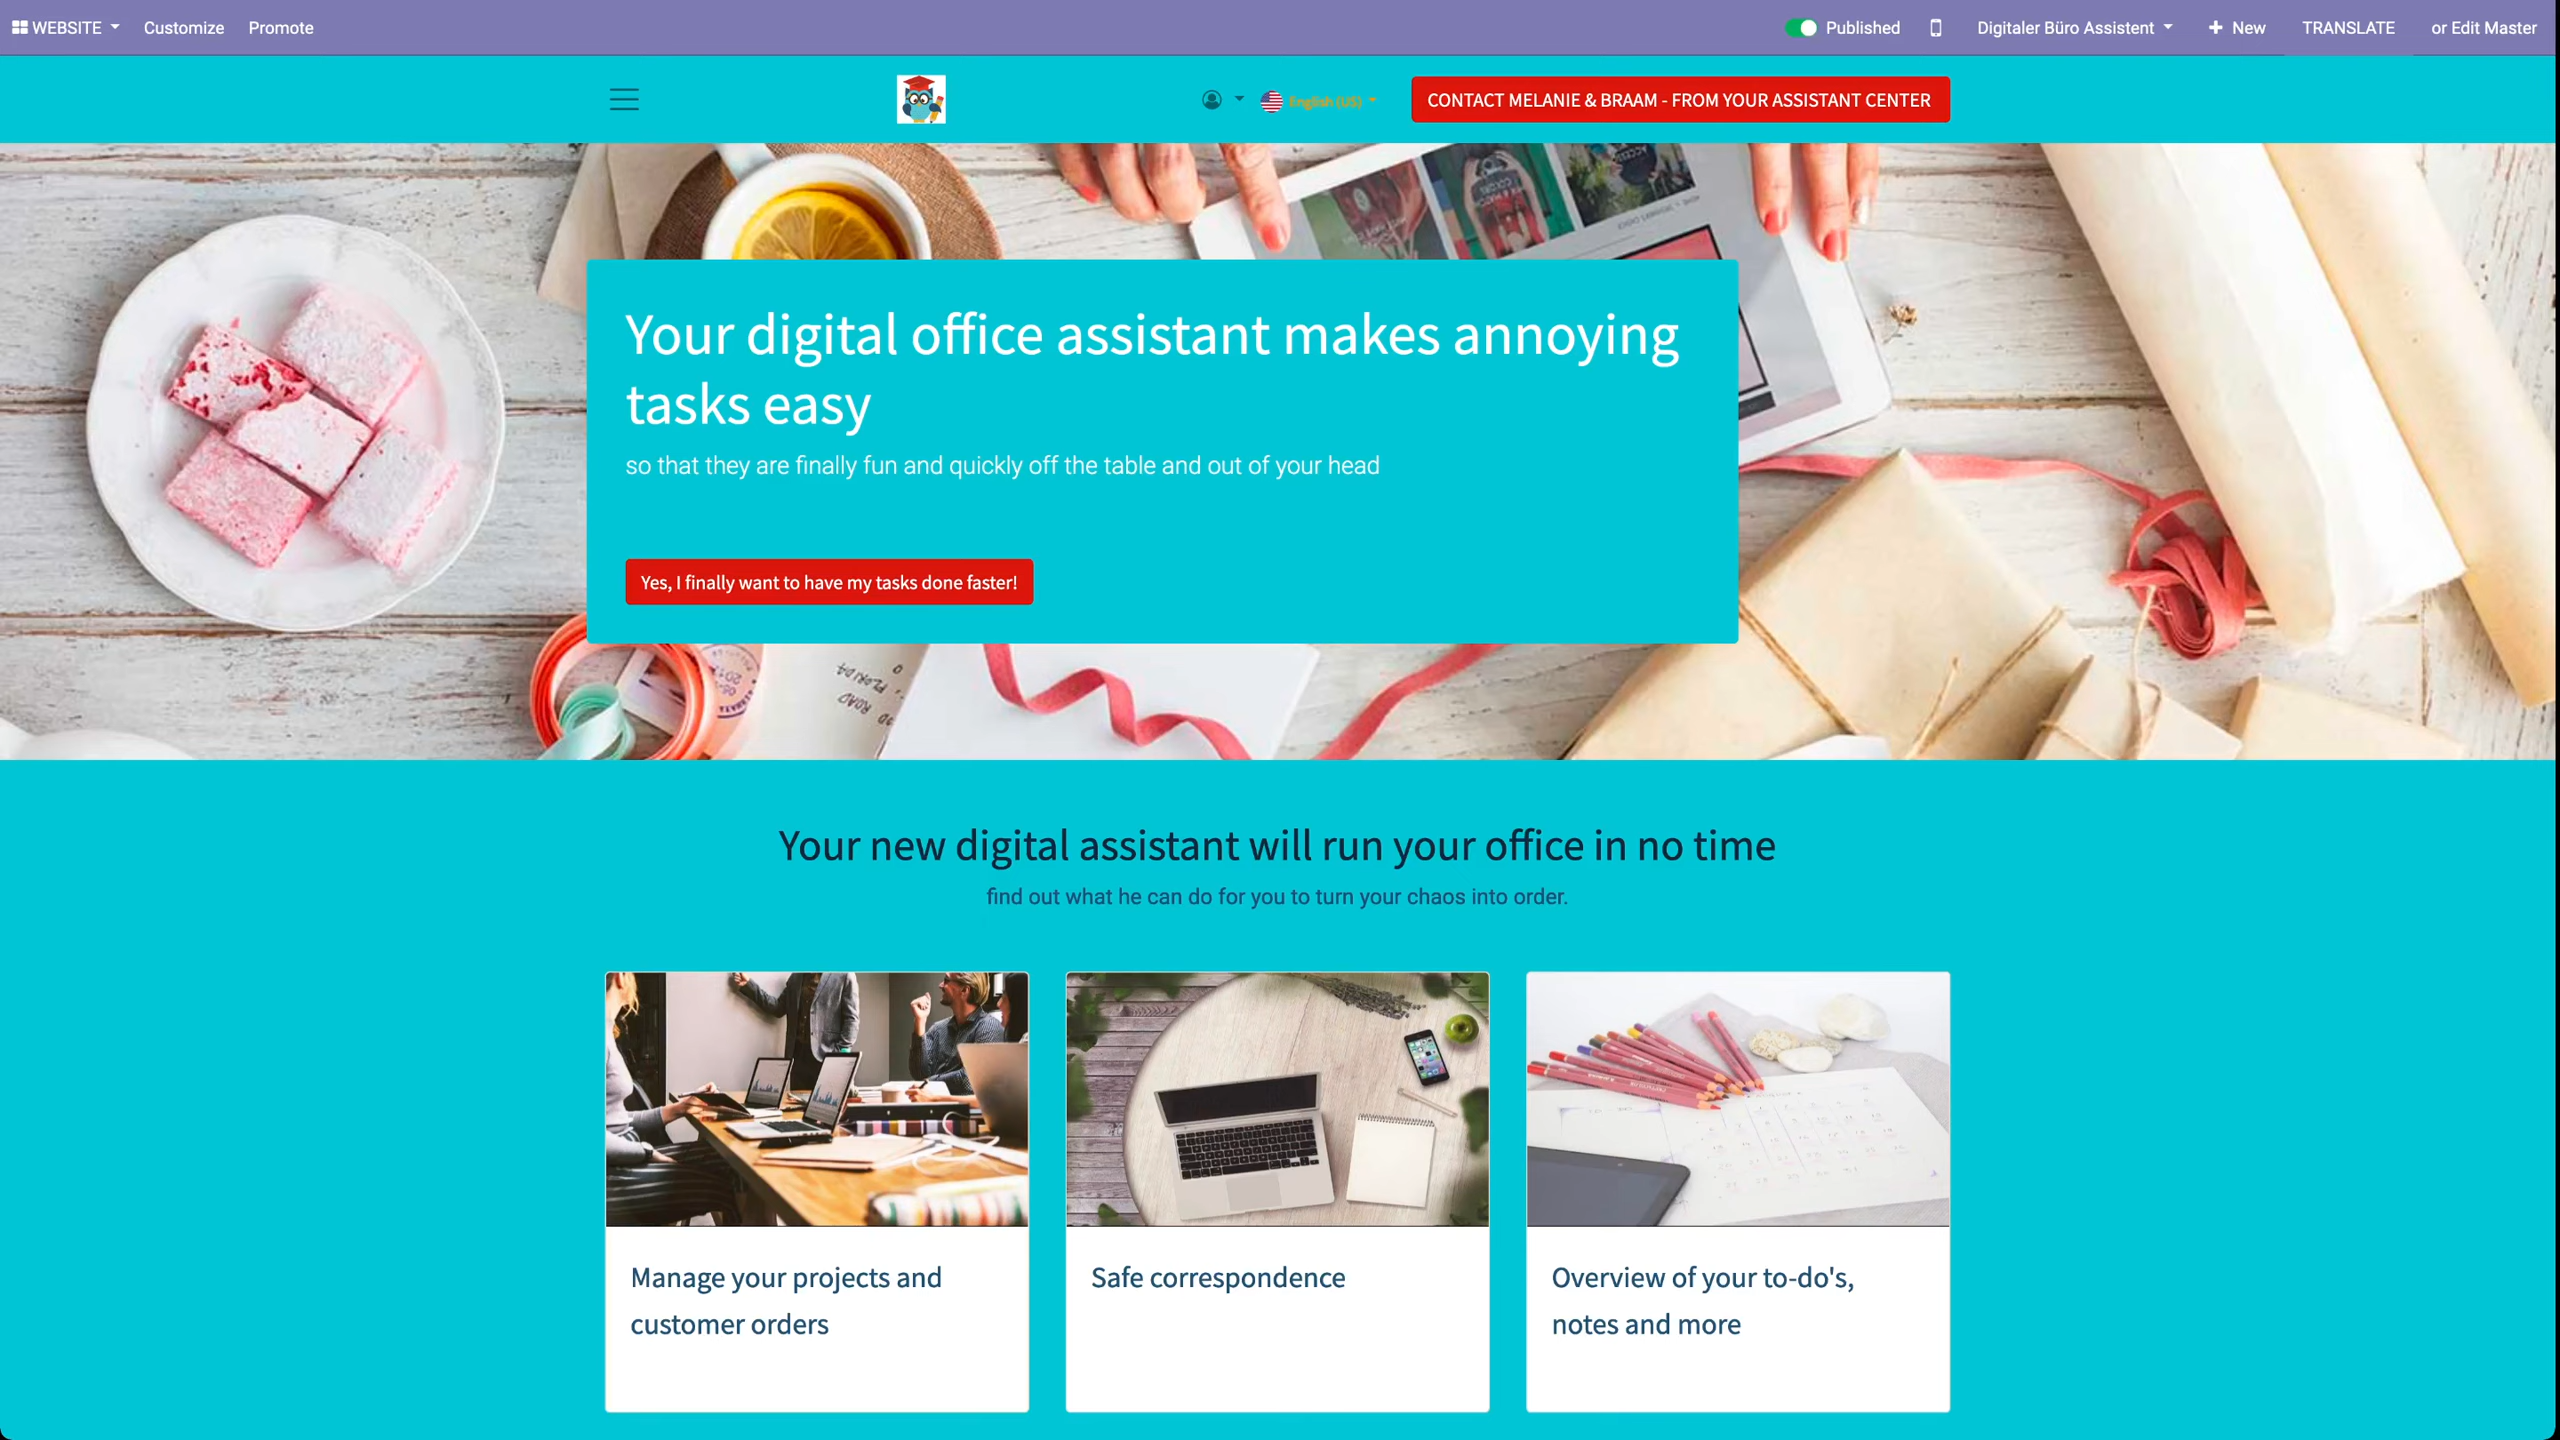 WEBSITE Customize Promote Published Digitaler Büro Assistent New TRANSLATE or Edit Master
English (US) CONTACT MELANIE & BRAAM - FROM YOUR ASSISTANT CENTER
Your digital office assistant makes annoying
tasks easy
so that they are finally fun and quickly off the table and out of your head
Yes, I finally want to have my tasks done faster!
FLORIDA
ROAD
Your new digital assistant will run your office in no time
find out what he can do for you to turn your chaos into order.
Manage your projects and
customer orders
Safe correspondence
Overview of your to-do's,
notes and more